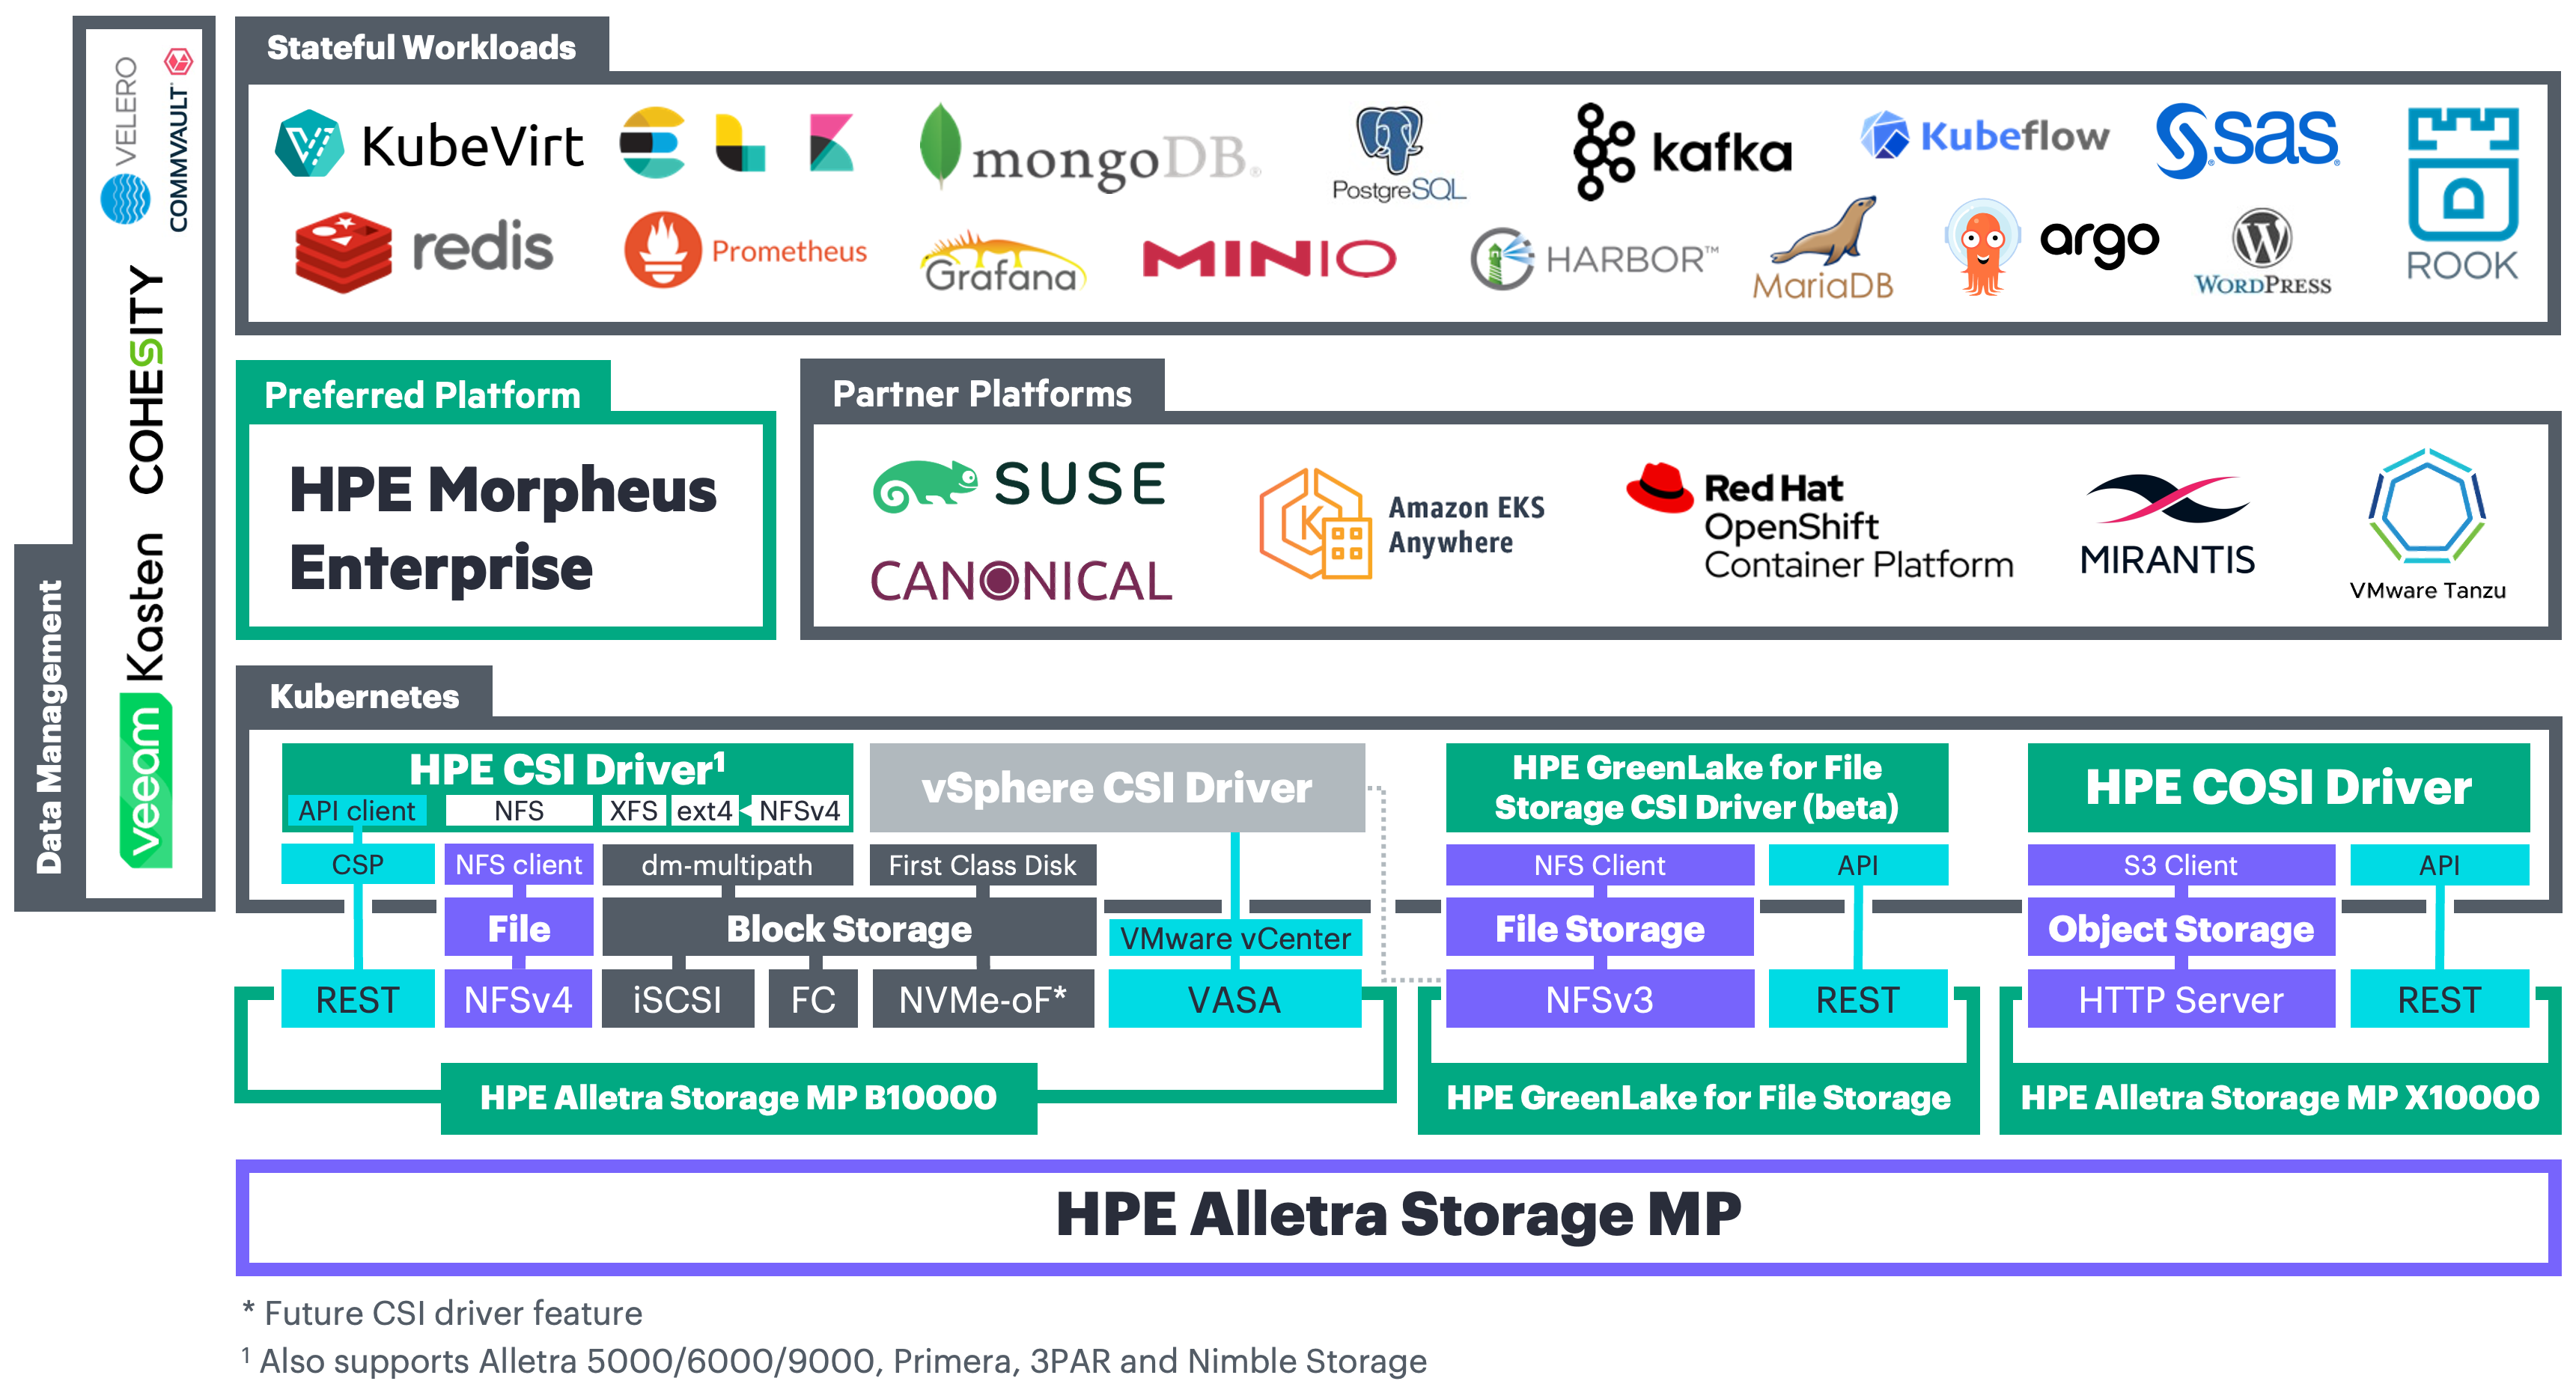 Stateful Workloads
KubeVirt
mongoDB®
PostgreSQL
kafka
Kubeflow
sas
redis
Prometheus
Grafana
MINIO
HARBOR™
MariaDB
argo
WORDPRESS
ROOK
Data Management
VELERO
COMMVAULT
COHESITY
Kasten
veeam
Preferred Platform
HPE Morpheus
Enterprise
Partner Platforms
SUSE
CANONICAL
Amazon EKS
Anywhere
Red Hat
OpenShift
Container Platform
MIRANTIS
VMware Tanzu
Kubernetes
HPE CSI Driver¹
API client
NFS
XFS
ext4
NFSv4
vSphere CSI Driver
HPE GreenLake for File
Storage CSI Driver (beta)
HPE COSI Driver
CSP
NFS client
dm-multipath
First Class Disk
NFS Client
API
S3 Client
API
File
Block Storage
VMware vCenter
File Storage
Object Storage
REST
NFSv4
iSCSI
FC
NVMe-oF*
VASA
NFSv3
REST
HTTP Server
REST
HPE Alletra Storage MP B10000
HPE GreenLake for File Storage
HPE Alletra Storage MP X10000
HPE Alletra Storage MP
* Future CSI driver feature
¹ Also supports Alletra 5000/6000/9000, Primera, 3PAR and Nimble Storage